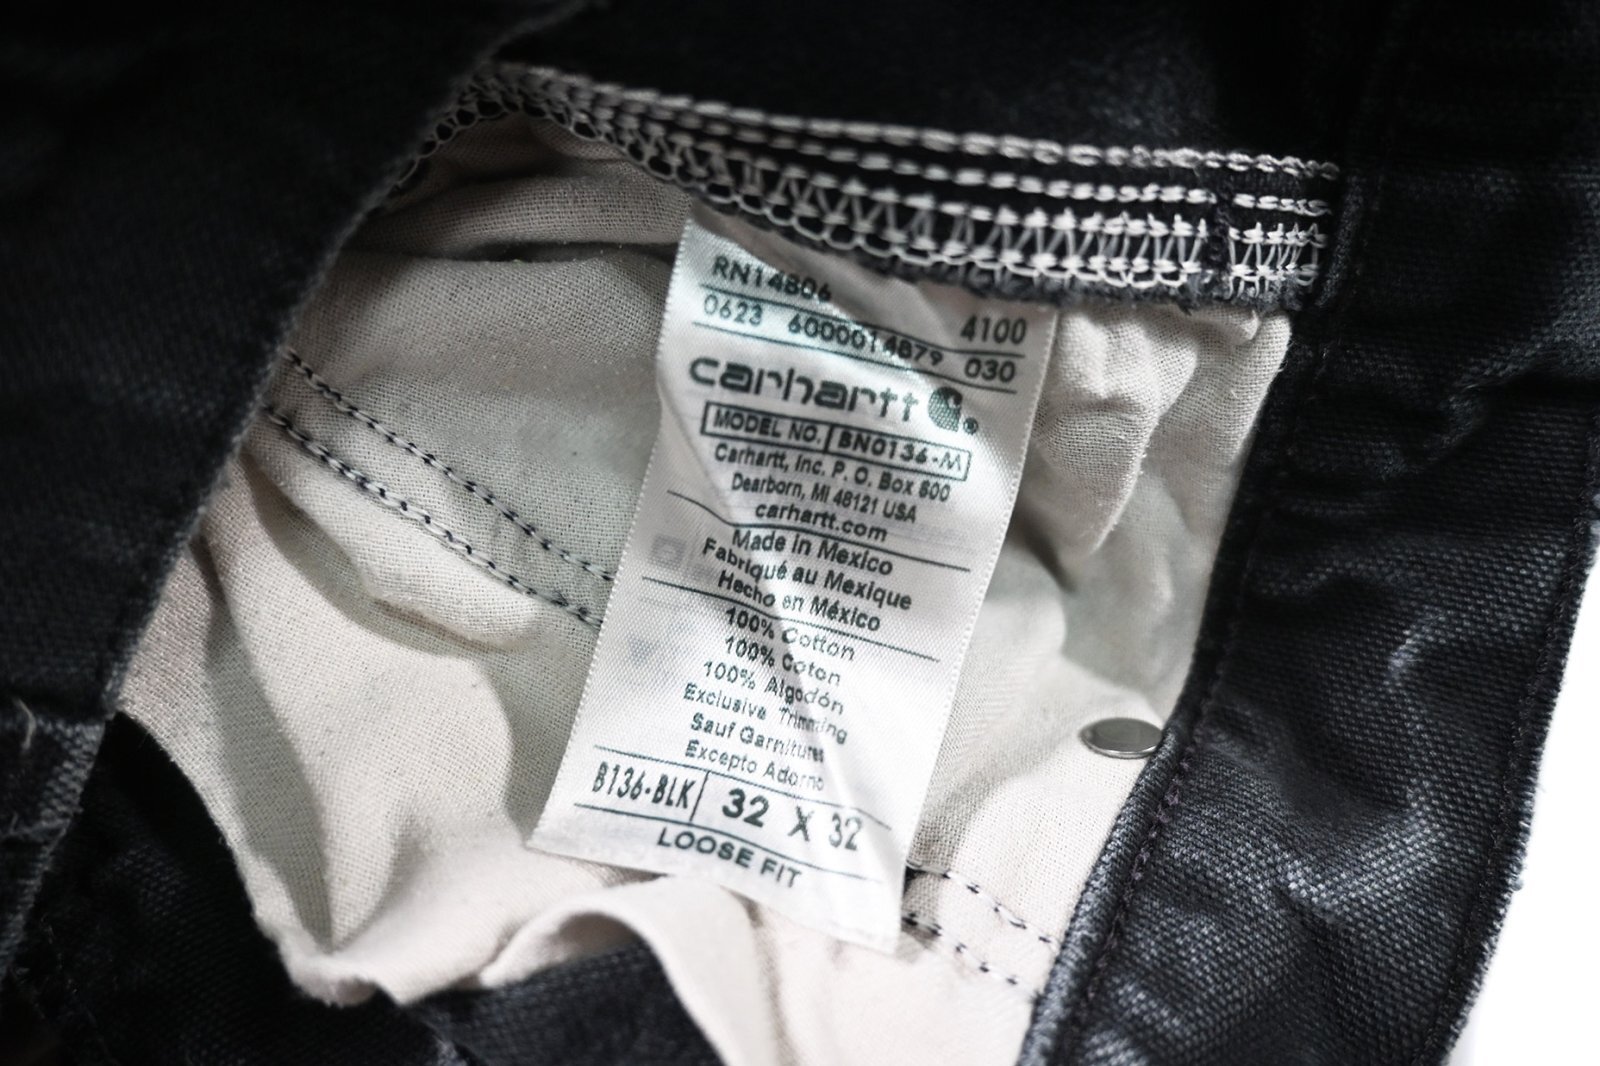 RN14806
4100
0623 6000014879 030
carhartt ®
MODEL NO. BN0136-M
Carhartt, Inc. P. O. Box 600
Dearborn, MI 48121 USA
carhartt.com
Made in Mexico
Fabriqué au Mexique
Hecho en México
100% Cotton
100% Coton
100% Algodón
Exclusive Trimming
Sauf Garnitures
Excepto Adorno
B136-BLK 32 X 32
LOOSE FIT